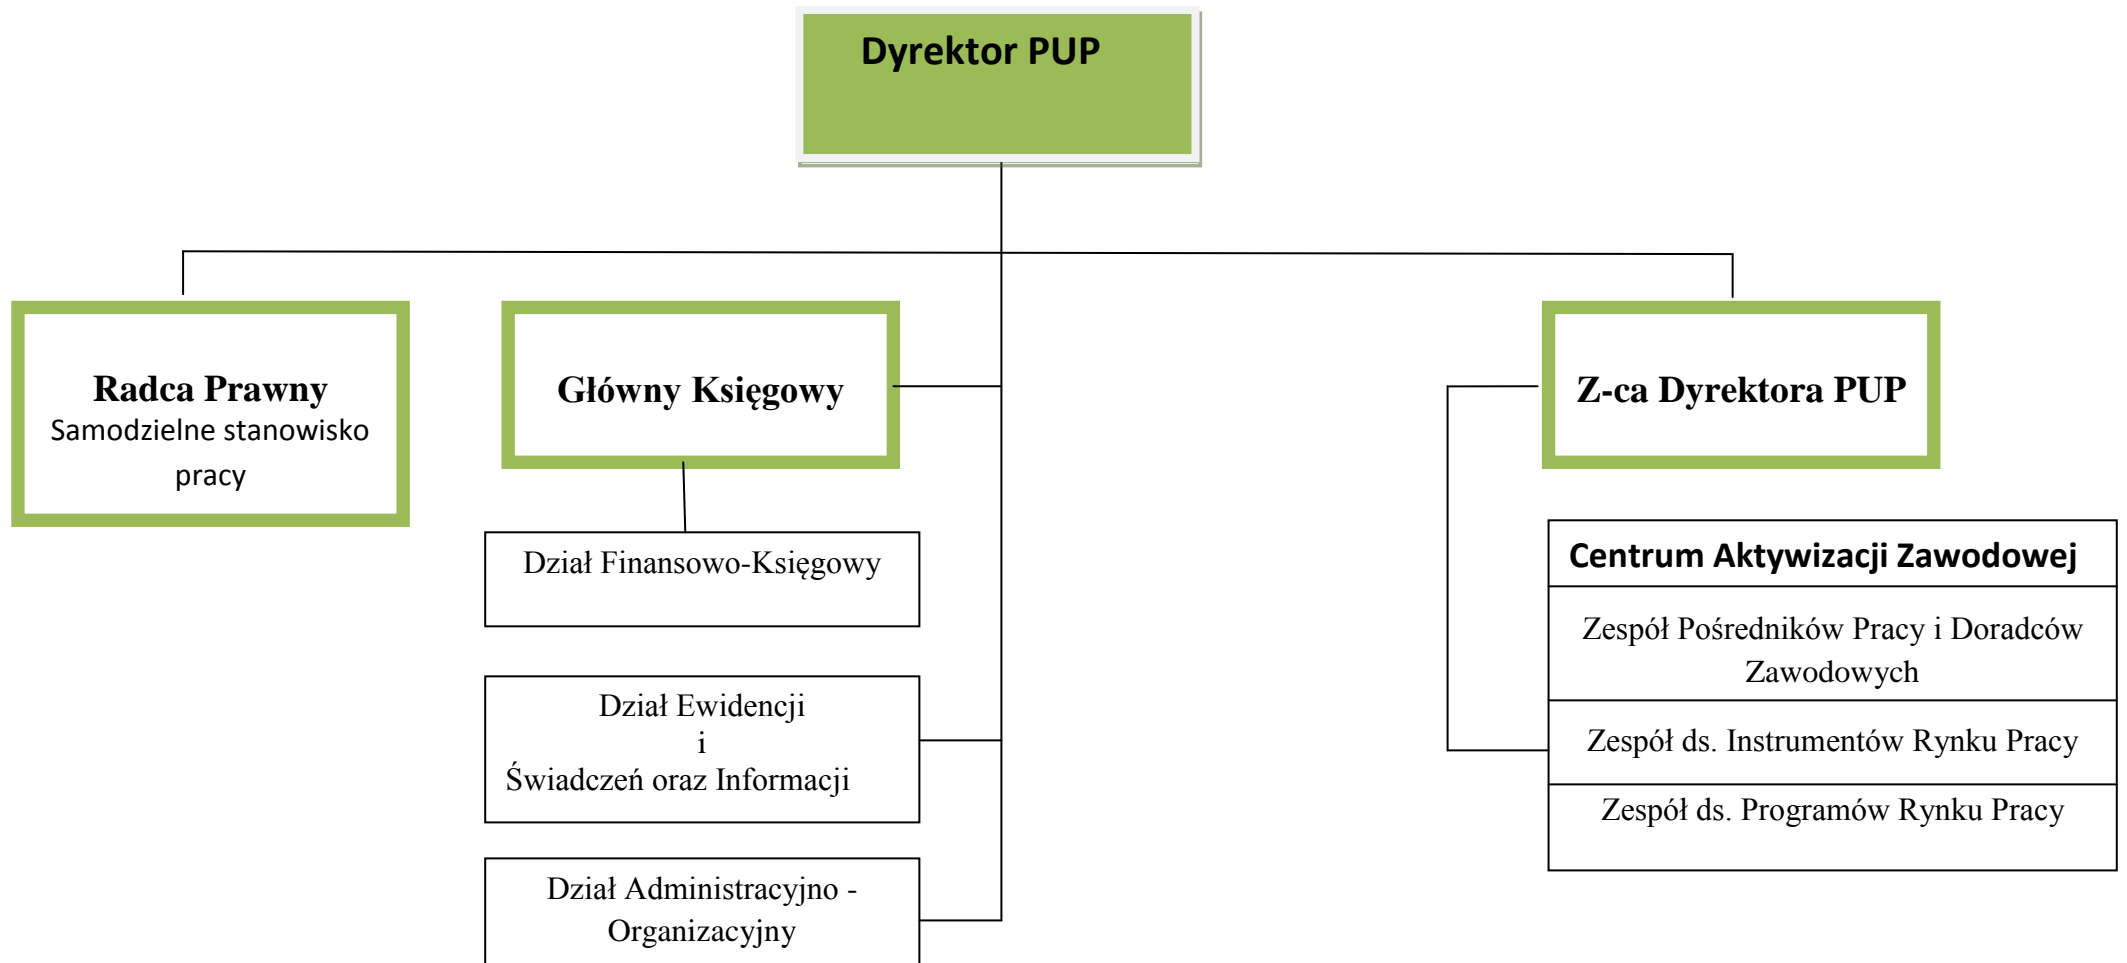 Dyrektor PUP
Radca Prawny
Samodzielne stanowisko
pracy
Główny Księgowy
Z-ca Dyrektora PUP
Dział Finansowo-Księgowy
Dział Ewidencji
i
Świadczeń oraz Informacji
Dział Administracyjno -
Organizacyjny
Centrum Aktywizacji Zawodowej
Zespół Pośredników Pracy i Doradców
Zawodowych
Zespół ds. Instrumentów Rynku Pracy
Zespół ds. Programów Rynku Pracy